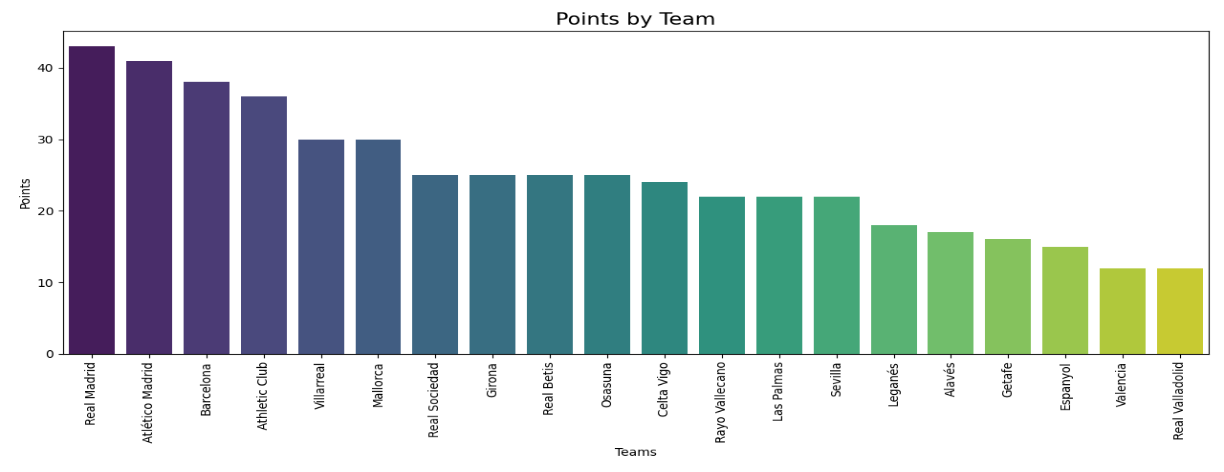 Points by Team
Points
40
30
20
10
0
Real Madrid
Atlético Madrid
Barcelona
Athletic Club
Villarreal
Mallorca
Real Sociedad
Girona
Real Betis
Osasuna
Celta Vigo
Rayo Vallecano
Las Palmas
Sevilla
Leganés
Alavés
Getafe
Espanyol
Valencia
Real Valladolid
Teams